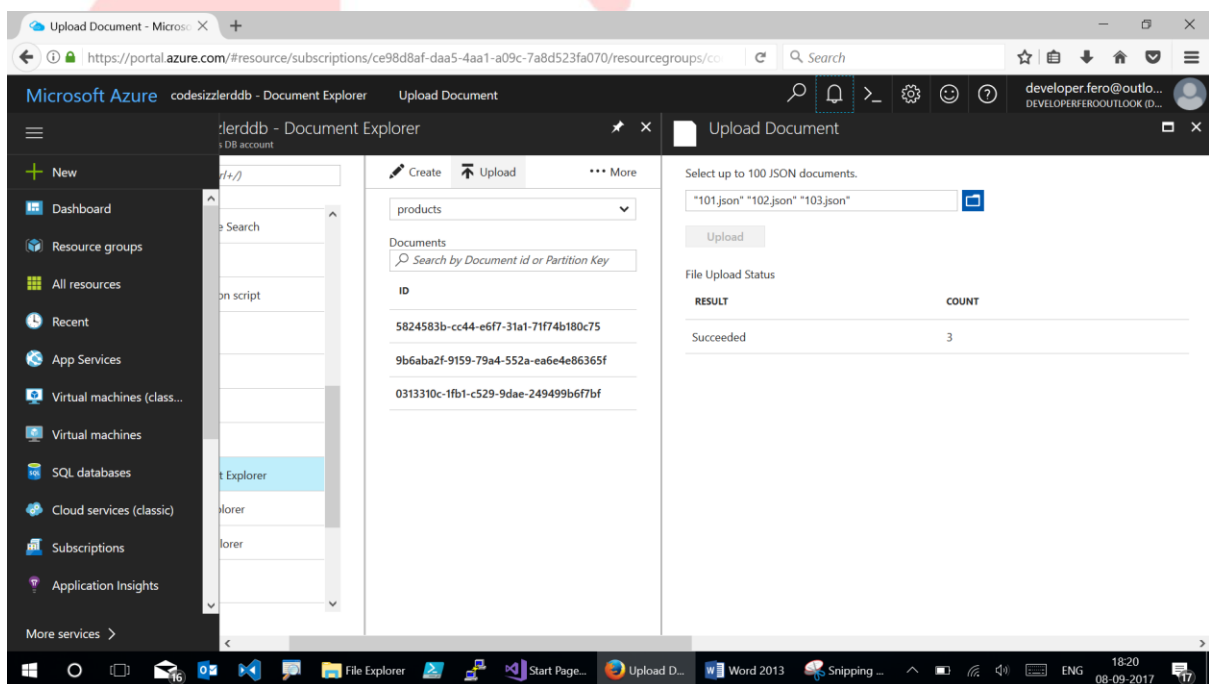 Upload Document - Microso
https://portal.azure.com/#resource/subscriptions/ce98d8af-daa5-4aa1-a09c-7a8d523fa070/resourcegroups/co
Search
Microsoft Azure codesizzlerddb - Document Explorer Upload Document
developer.fero@outlo...
DEVELOPERFEROOUTLOOK (D...
New
Dashboard
Resource groups
All resources
Recent
App Services
Virtual machines (class...
Virtual machines
SQL databases
Cloud services (classic)
Subscriptions
Application Insights
More services >
zlerddb - Document Explorer
s DB account
rl+/)
e Search
on script
t Explorer
plorer
lorer
Create Upload ... More
products
Documents
Search by Document id or Partition Key
ID
5824583b-cc44-e6f7-31a1-71f74b180c75
9b6aba2f-9159-79a4-552a-ea6e4e86365f
0313310c-1fb1-c529-9dae-249499b6f7bf
Upload Document
Select up to 100 JSON documents.
"101.json" "102.json" "103.json"
Upload
File Upload Status
RESULT COUNT
Succeeded 3
16 File Explorer Start Page... Upload D... Word 2013 Snipping ... ENG
18:20
08-09-2017
17